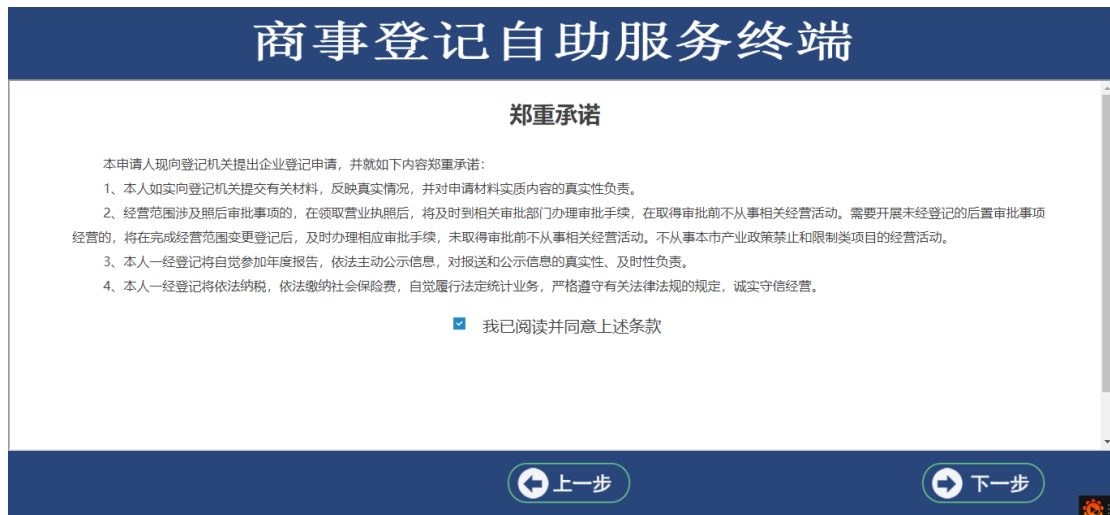 商事登记自助服务终端
郑重承诺
本申请人现向登记机关提出企业登记申请，并就如下内容郑重承诺：
1、本人如实向登记机关提交有关材料，反映真实情况，并对申请材料实质内容的真实性负责。
2、经营范围涉及照后审批事项的，在领取营业执照后，将及时到相关审批部门办理审批手续，在取得审批前不从事相关经营活动。需要开展未经登记的后置审批事项
经营的，将在完成经营范围变更登记后，及时办理相应审批手续，未取得审批前不从事相关经营活动。不从事本市产业政策禁止和限制类项目的经营活动。
3、本人一经登记将自觉参加年度报告，依法主动公示信息，对报送和公示信息的真实性、及时性负责。
4、本人一经登记将依法纳税，依法缴纳社会保险费，自觉履行法定统计业务，严格遵守有关法律法规的规定，诚实守信经营。
我已阅读并同意上述条款
上一步
下一步